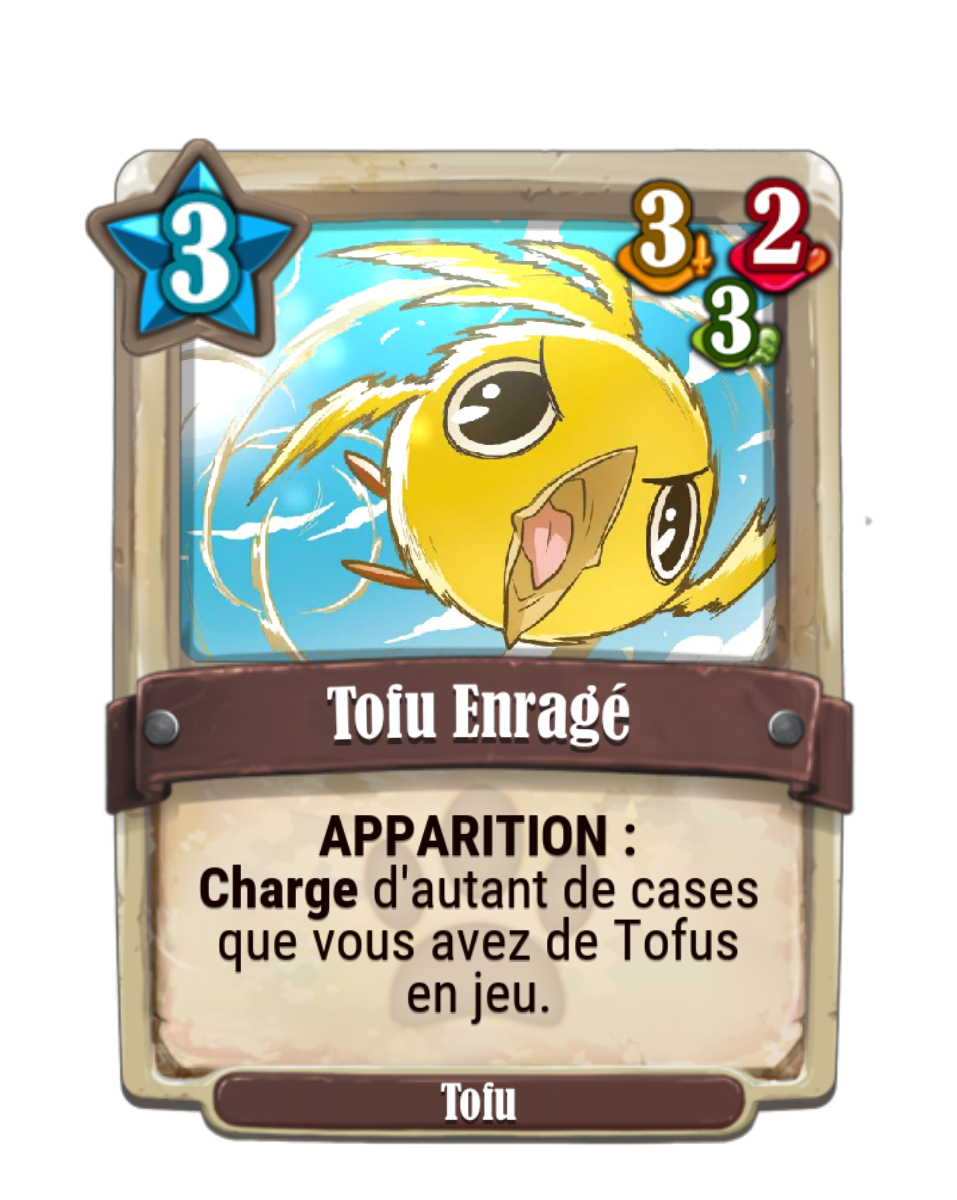 3
3 2
3
Tofu Enragé
APPARITION :
Charge d'autant de cases
que vous avez de Tofus
en jeu.
Tofu